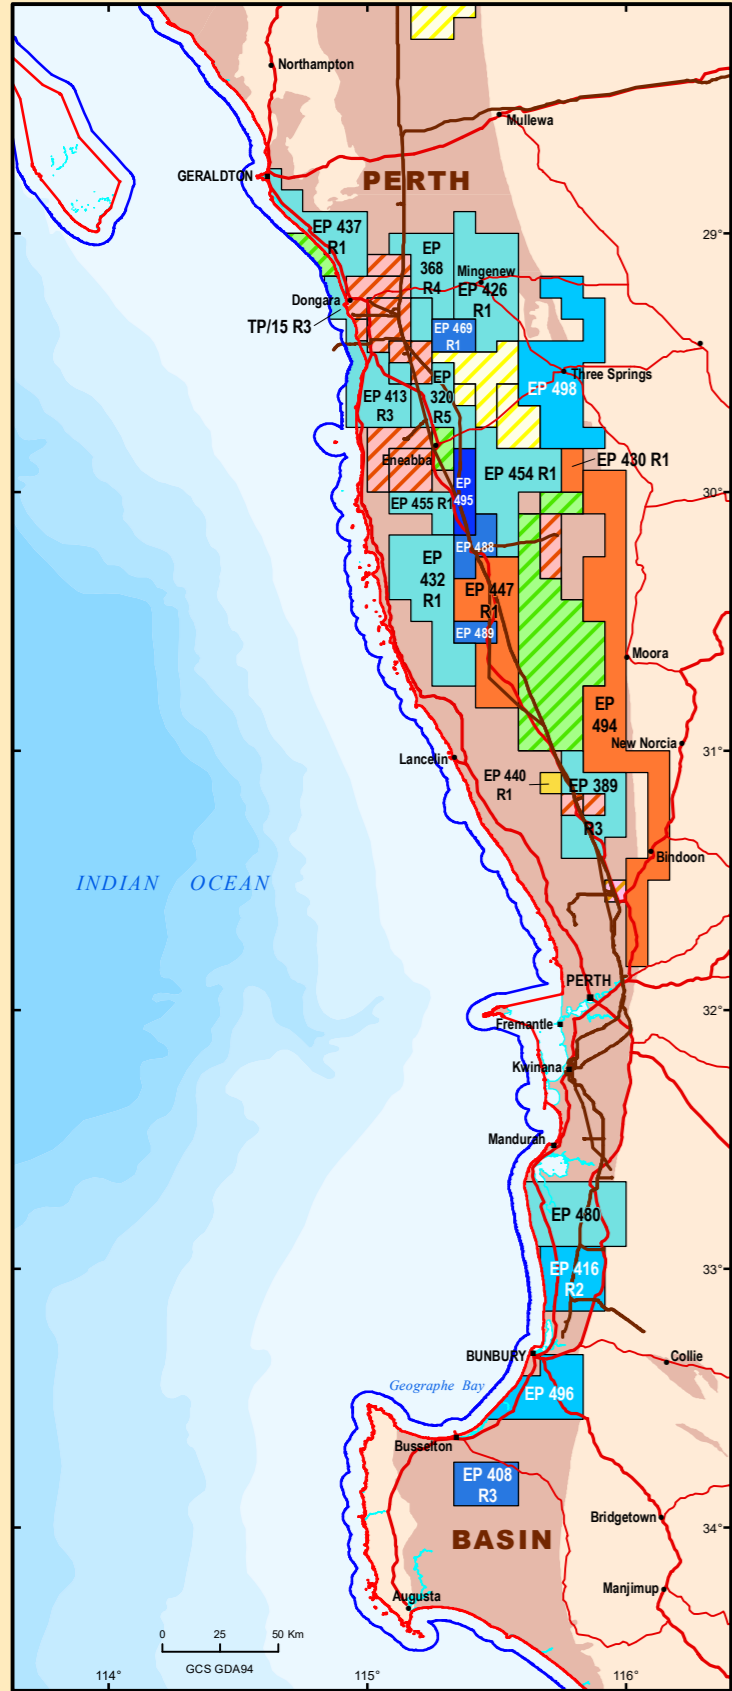 Northampton
Mullewa
GERALDTON
PERTH
29°
EP 437
R1
EP
368
R4
Mingenew
EP 426
R1
Dongara
TP/15 R3
EP 469
R1
Three Springs
EP 498
EP
320
R5
EP 413
R3
Eneabba
EP 430 R1
EP 454 R1
EP
495
EP 455 R1
30°
EP 488
EP
432
R1
EP 447
R1
EP 489
Moora
EP
494
New Norcia
31°
Lancelin
EP 440
R1
EP 389
R3
Bindoon
INDIAN OCEAN
PERTH
32°
Fremantle
Kwinana
Mandurah
EP 480
33°
EP 416
R2
BUNBURY
Collie
Geographe Bay
EP 496
Busselton
EP 408
R3
Bridgetown
34°
BASIN
Manjimup
Augusta
0 25 50 Km
GCS GDA94
114° 115° 116°